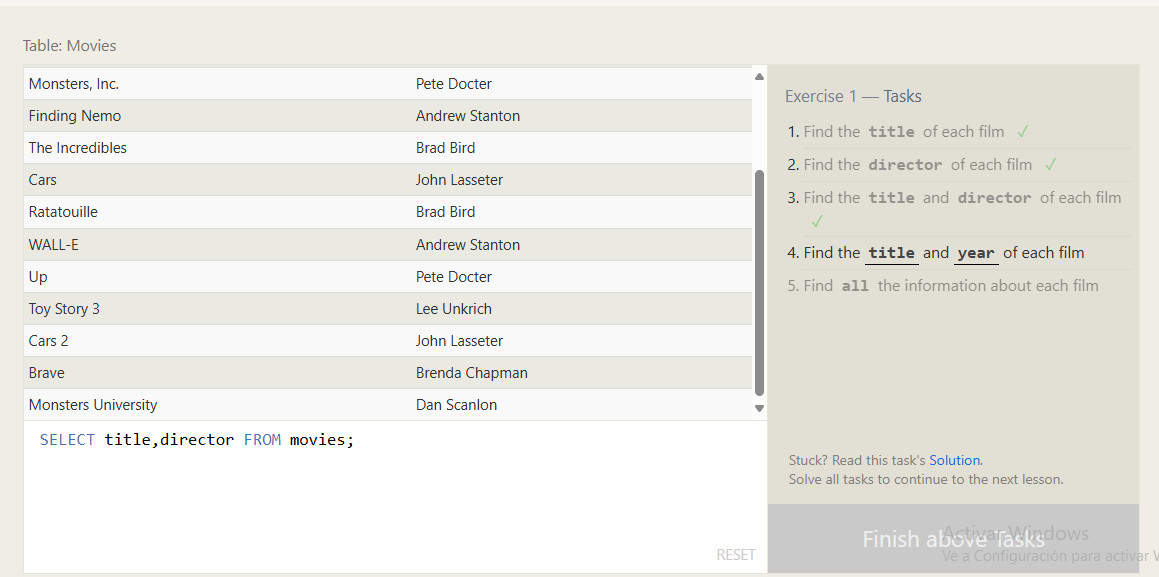 Table: Movies
Monsters, Inc. Pete Docter
Finding Nemo Andrew Stanton
The Incredibles Brad Bird
Cars John Lasseter
Ratatouille Brad Bird
WALL-E Andrew Stanton
Up Pete Docter
Toy Story 3 Lee Unkrich
Cars 2 John Lasseter
Brave Brenda Chapman
Monsters University Dan Scanlon
SELECT title,director FROM movies;
RESET
Exercise 1 — Tasks
1. Find the title of each film ✓
2. Find the director of each film ✓
3. Find the title and director of each film
✓
4. Find the title and year of each film
5. Find all the information about each film
Stuck? Read this task's Solution.
Solve all tasks to continue to the next lesson.
Finish above Tasks
Activar Windows
Ve a Configuración para activar W